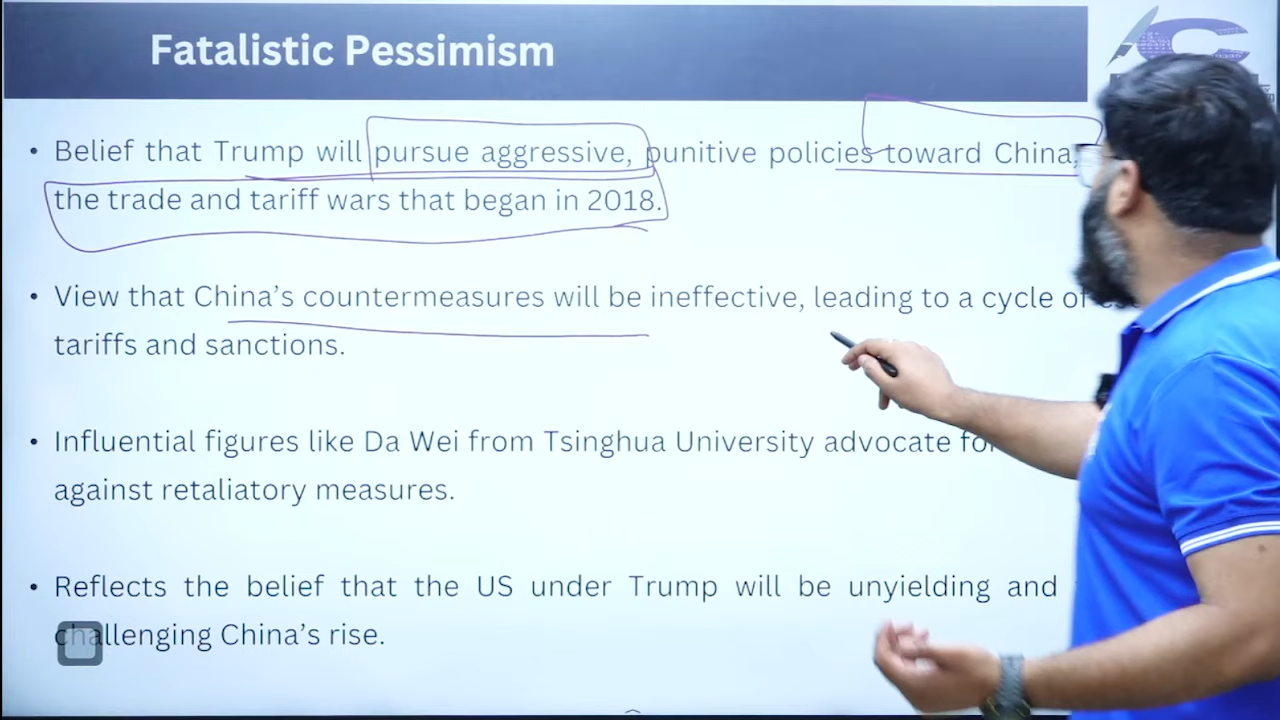 Fatalistic Pessimism
• Belief that Trump will pursue aggressive, punitive policies toward China,
the trade and tariff wars that began in 2018.
• View that China's countermeasures will be ineffective, leading to a cycle of
tariffs and sanctions.
• Influential figures like Da Wei from Tsinghua University advocate
against retaliatory measures.
• Reflects the belief that the US under Trump will be unyielding and
challenging China's rise.